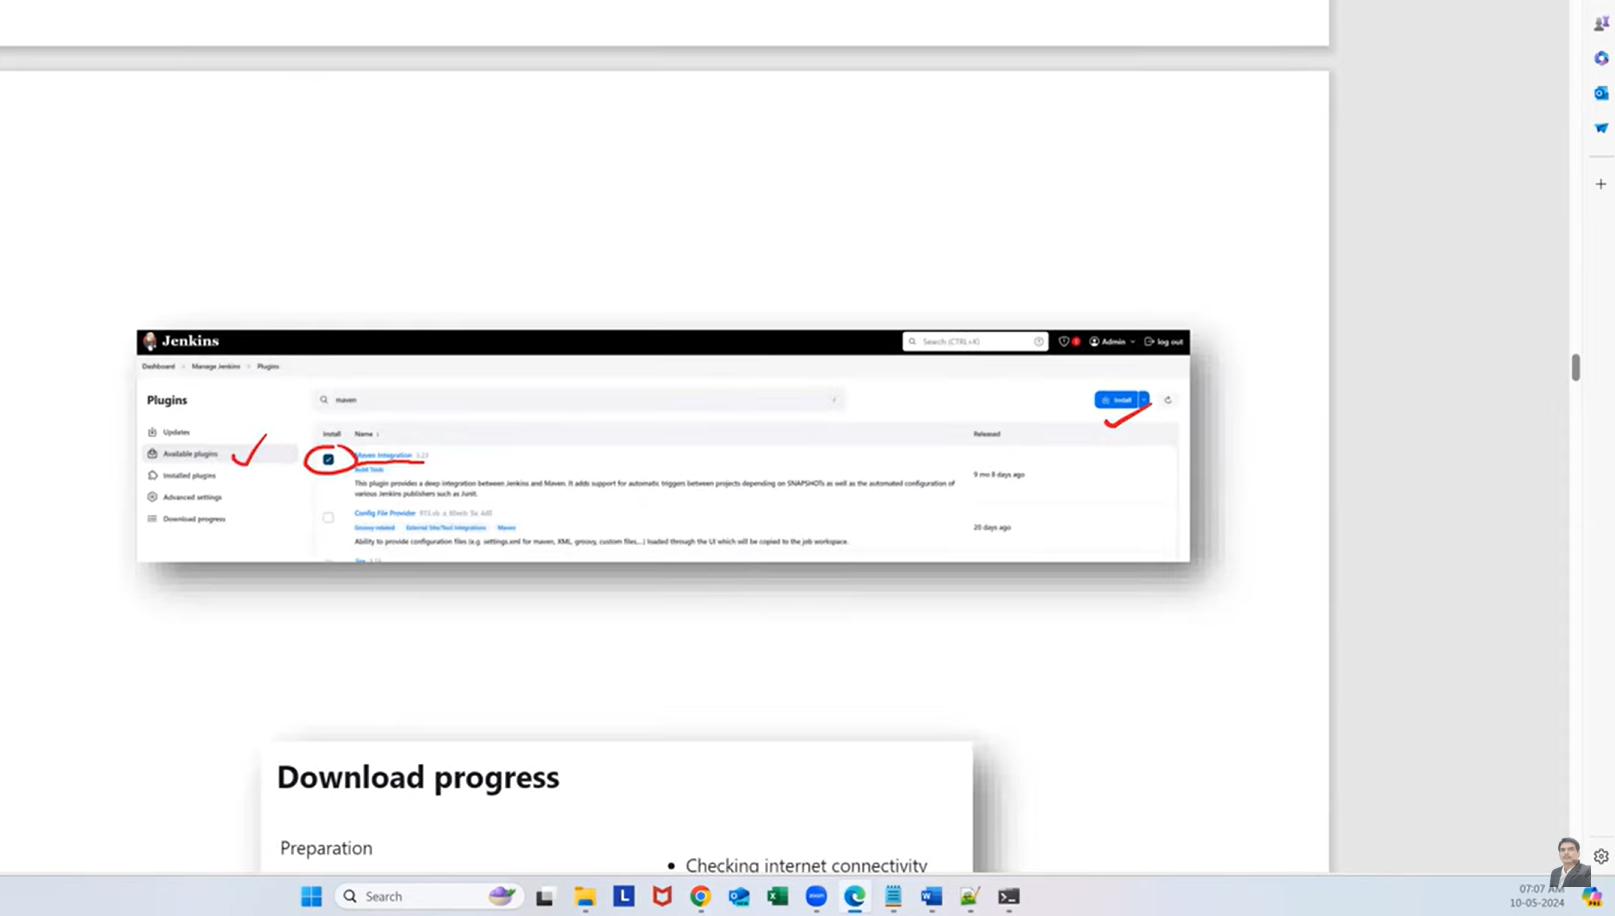 Jenkins
Search (CTRL+K)
Admin
log out
Dashboard > Manage Jenkins > Plugins
Plugins
maven
Install
Updates
Available plugins
Installed plugins
Advanced settings
Download progress
Install Name ↓ Released
Maven Integration 3.23
Build Tools
This plugin provides a deep integration between Jenkins and Maven. It adds support for automatic triggers between projects depending on SNAPSHOTs as well as the automated configuration of
various Jenkins publishers such as Junit.
9 mo 8 days ago
Config File Provider
Groovy-related External Site/Tool Integrations Maven
Ability to provide configuration files (e.g. settings.xml for maven, XML, groovy, custom files,...) loaded through the UI which will be copied to the job workspace.
20 days ago
Download progress
Preparation
• Checking internet connectivity
Search
07:07 AM
10-05-2024